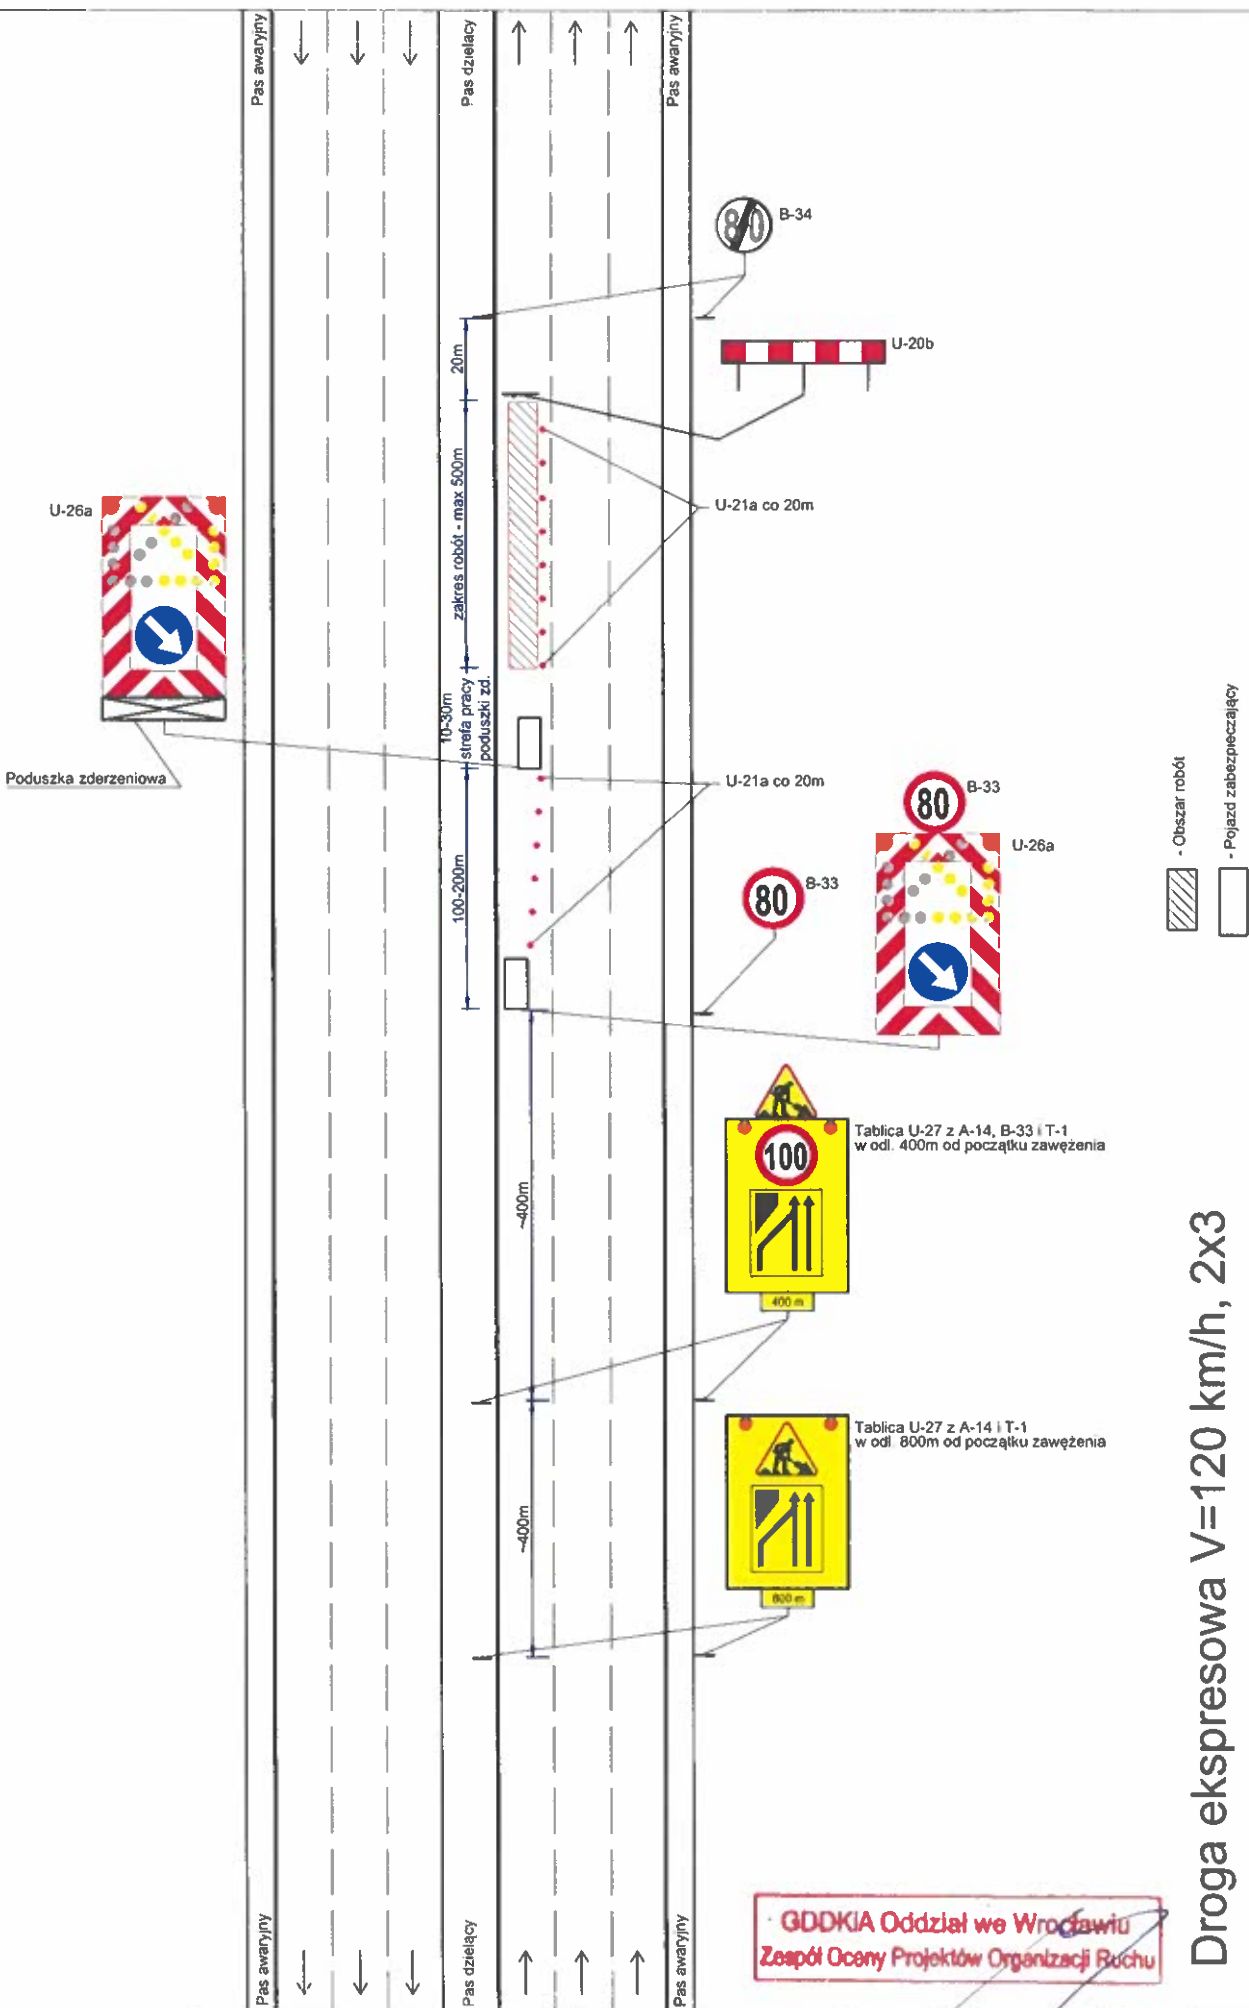 Pas awaryjny
Pas dzielacy
Pas awaryjny
80
B-34
20m
U-20b
zakres robót - max 500m
U-26a
U-21a co 20m
10-30m
strefa pracy
poduszki zd.
Poduszka zderzeniowa
U-21a co 20m
80
B-33
U-26a
100-200m
80
B-33
- Obszar robót
- Pojazd zabezpieczający
~400m
100
Tablica U-27 z A-14, B-33 i T-1
w odl. 400m od początku zawężenia
400 m
~400m
Tablica U-27 z A-14 i T-1
w odl. 800m od początku zawężenia
800 m
Droga ekspresowa V=120 km/h, 2x3
GDDKiA Oddział we Wrocławiu
Zespół Oceny Projektów Organizacji Ruchu
Pas awaryjny
Pas dzielący
Pas awaryjny